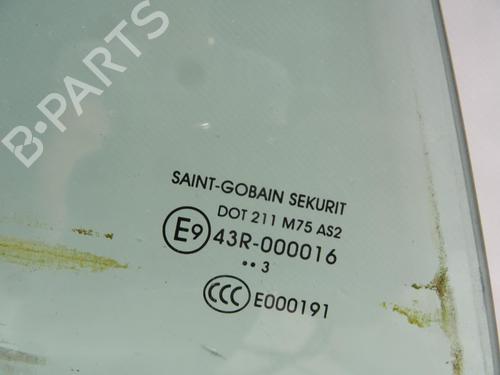 B-PARTS
SAINT-GOBAIN SEKURIT
DOT 211 M75 AS2
E9 43R-000016
•• 3
CCC E000191